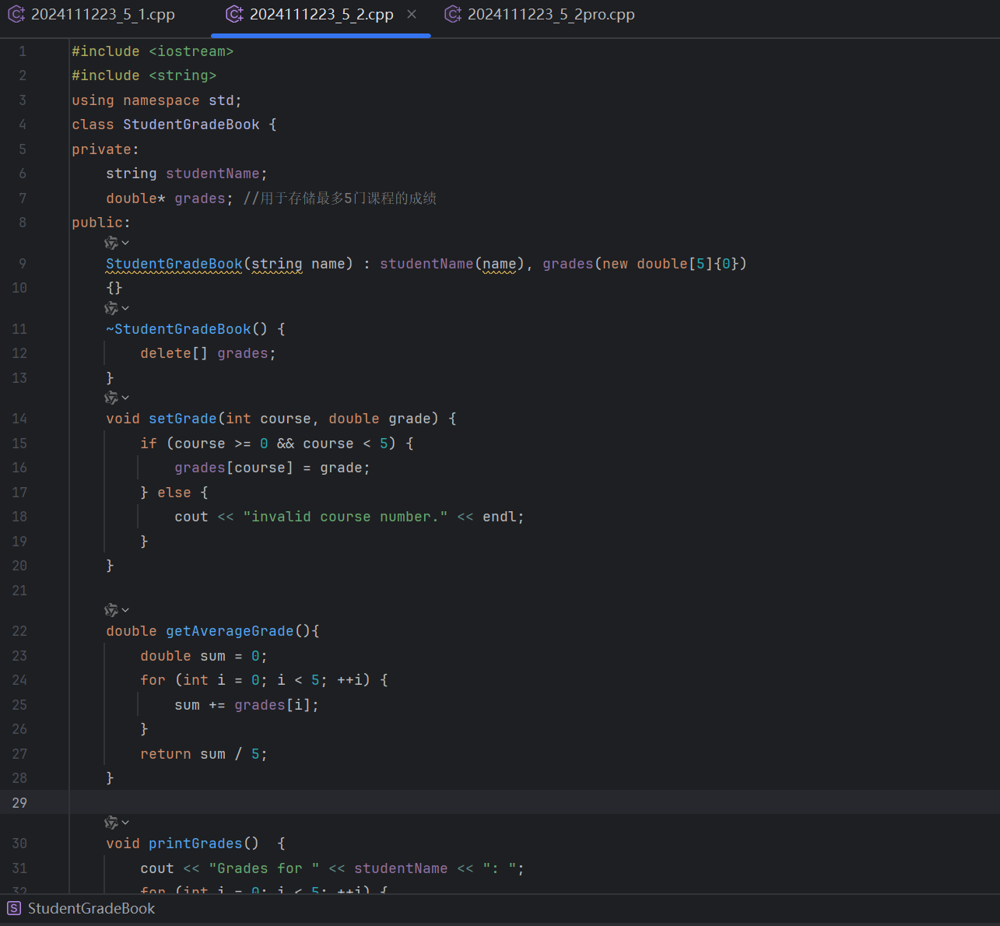 2024111223_5_1.cpp 2024111223_5_2.cpp 2024111223_5_2pro.cpp
1 #include <iostream>
2 #include <string>
3 using namespace std;
4 class StudentGradeBook {
5 private:
6 string studentName;
7 double* grades; //用于存储最多5门课程的成绩
8 public:
9 StudentGradeBook(string name) : studentName(name), grades(new double[5]{0})
10 {}
11 ~StudentGradeBook() {
12 delete[] grades;
13 }
14 void setGrade(int course, double grade) {
15 if (course >= 0 && course < 5) {
16 grades[course] = grade;
17 } else {
18 cout << "invalid course number." << endl;
19 }
20 }
21
22 double getAverageGrade(){
23 double sum = 0;
24 for (int i = 0; i < 5; ++i) {
25 sum += grades[i];
26 }
27 return sum / 5;
28 }
29
30 void printGrades() {
31 cout << "Grades for " << studentName << ": ";
32 for (int i = 0; i < 5; ++i) {
S StudentGradeBook